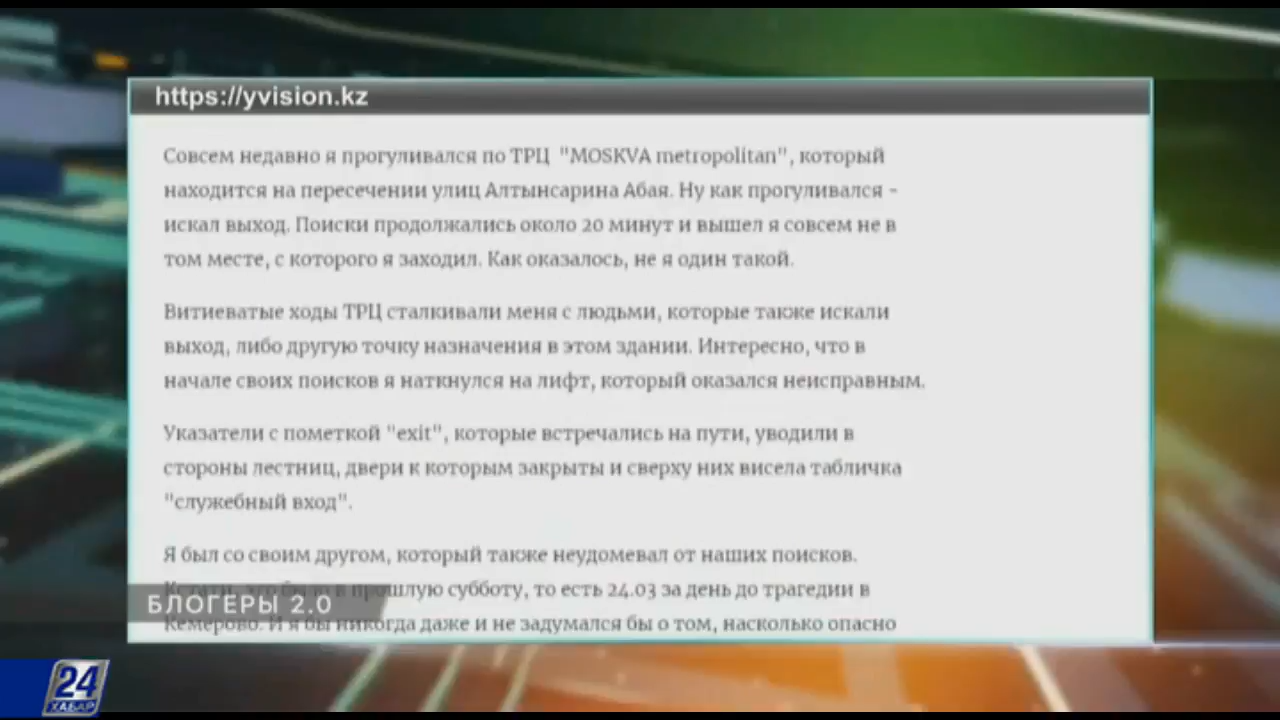 https://yvision.kz
Совсем недавно я прогуливался по ТРЦ "MOSKVA metropolitan", который
находится на пересечении улиц Алтынсарина Абая. Ну как прогуливался -
искал выход. Поиски продолжались около 20 минут и вышел я совсем не в
том месте, с которого я заходил. Как оказалось, не я один такой.
Витиеватые ходы ТРЦ сталкивали меня с людьми, которые также искали
выход, либо другую точку назначения в этом здании. Интересно, что в
начале своих поисков я наткнулся на лифт, который оказался неисправным.
Указатели с пометкой "exit", которые встречались на пути, уводили в
стороны лестниц, двери к которым закрыты и сверху них висела табличка
"служебный вход".
Я был со своим другом, который также неудомевал от наших поисков.
прошлую субботу, то есть 24.03 за день до трагедии в
БЛОГЕРЫ 2.0
Кемерово. И я бы никогда даже и не задумался бы о том, насколько опасно
24
ХАБАР